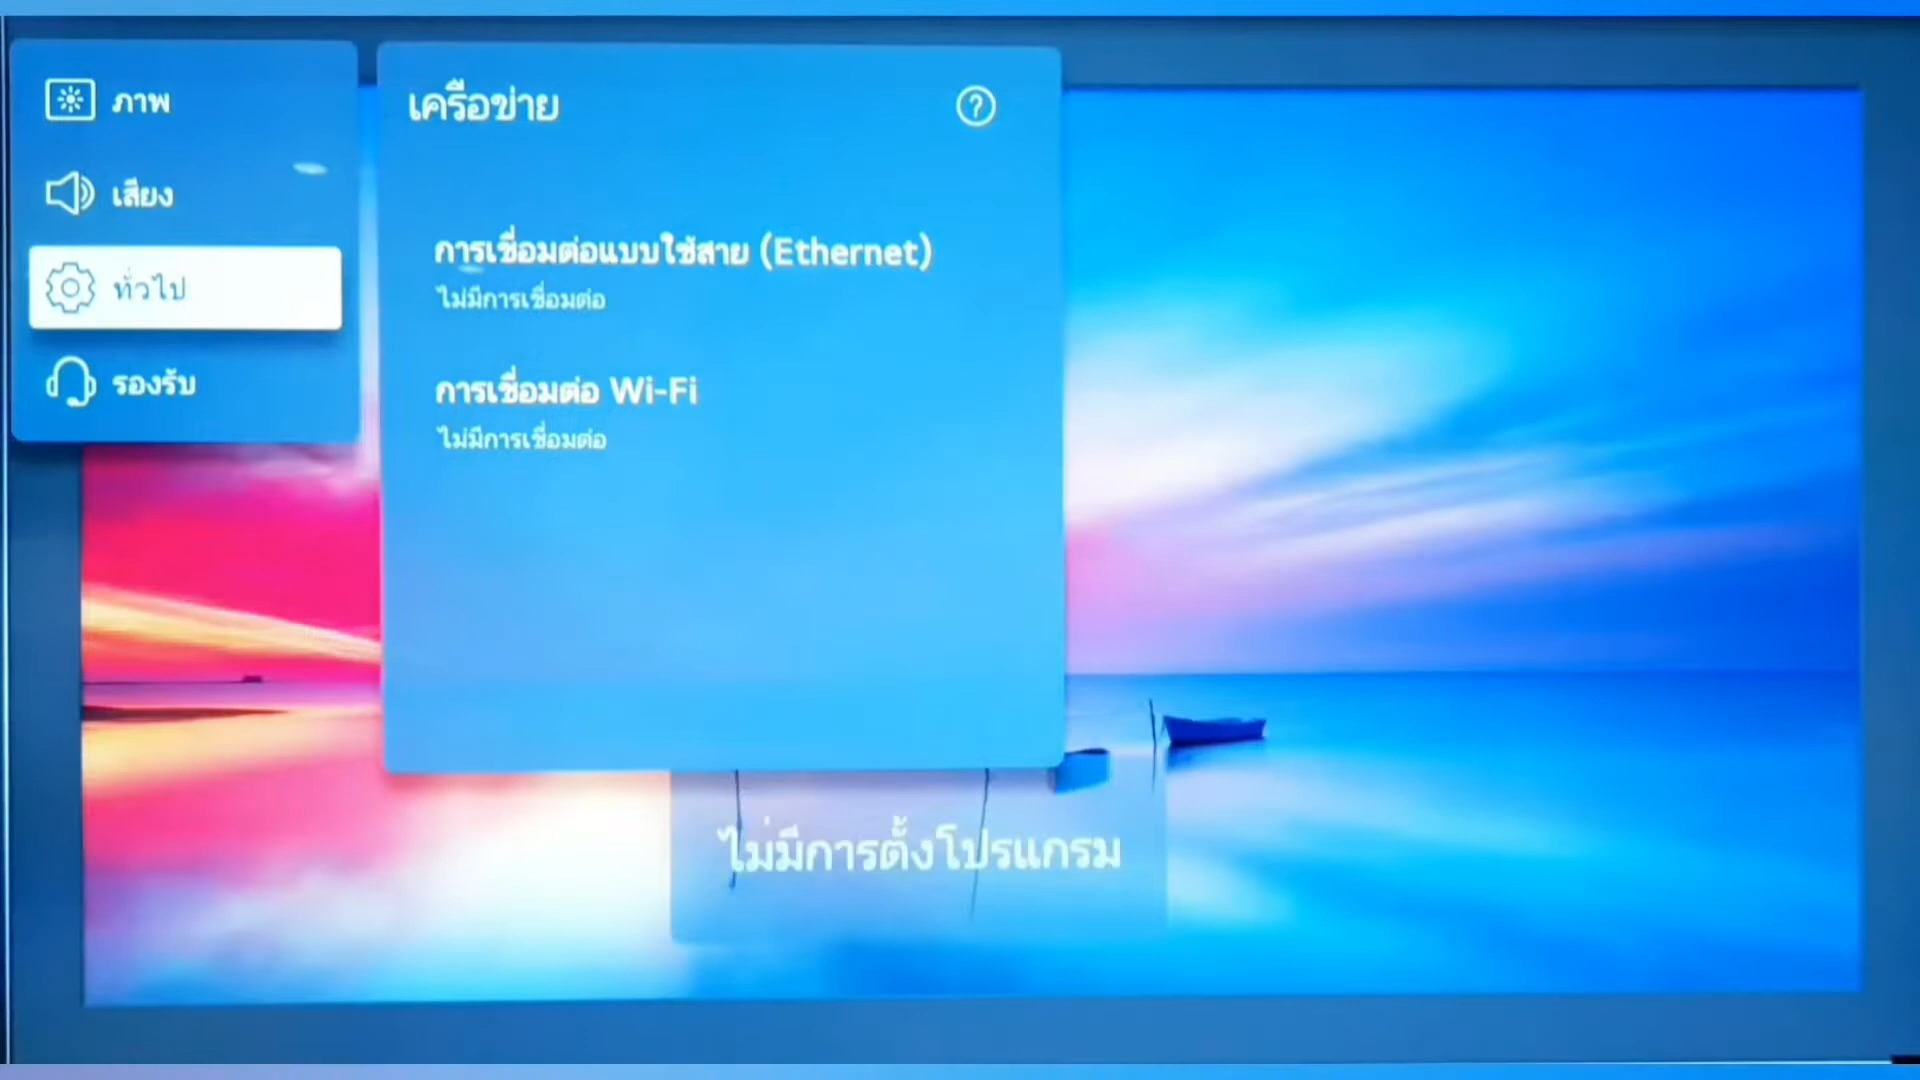 ภาพ
เสียง
ทั่วไป
รองรับ
เครือข่าย
การเชื่อมต่อแบบใช้สาย (Ethernet)
ไม่มีการเชื่อมต่อ
การเชื่อมต่อ Wi-Fi
ไม่มีการเชื่อมต่อ
ไม่มีการตั้งโปรแกรม